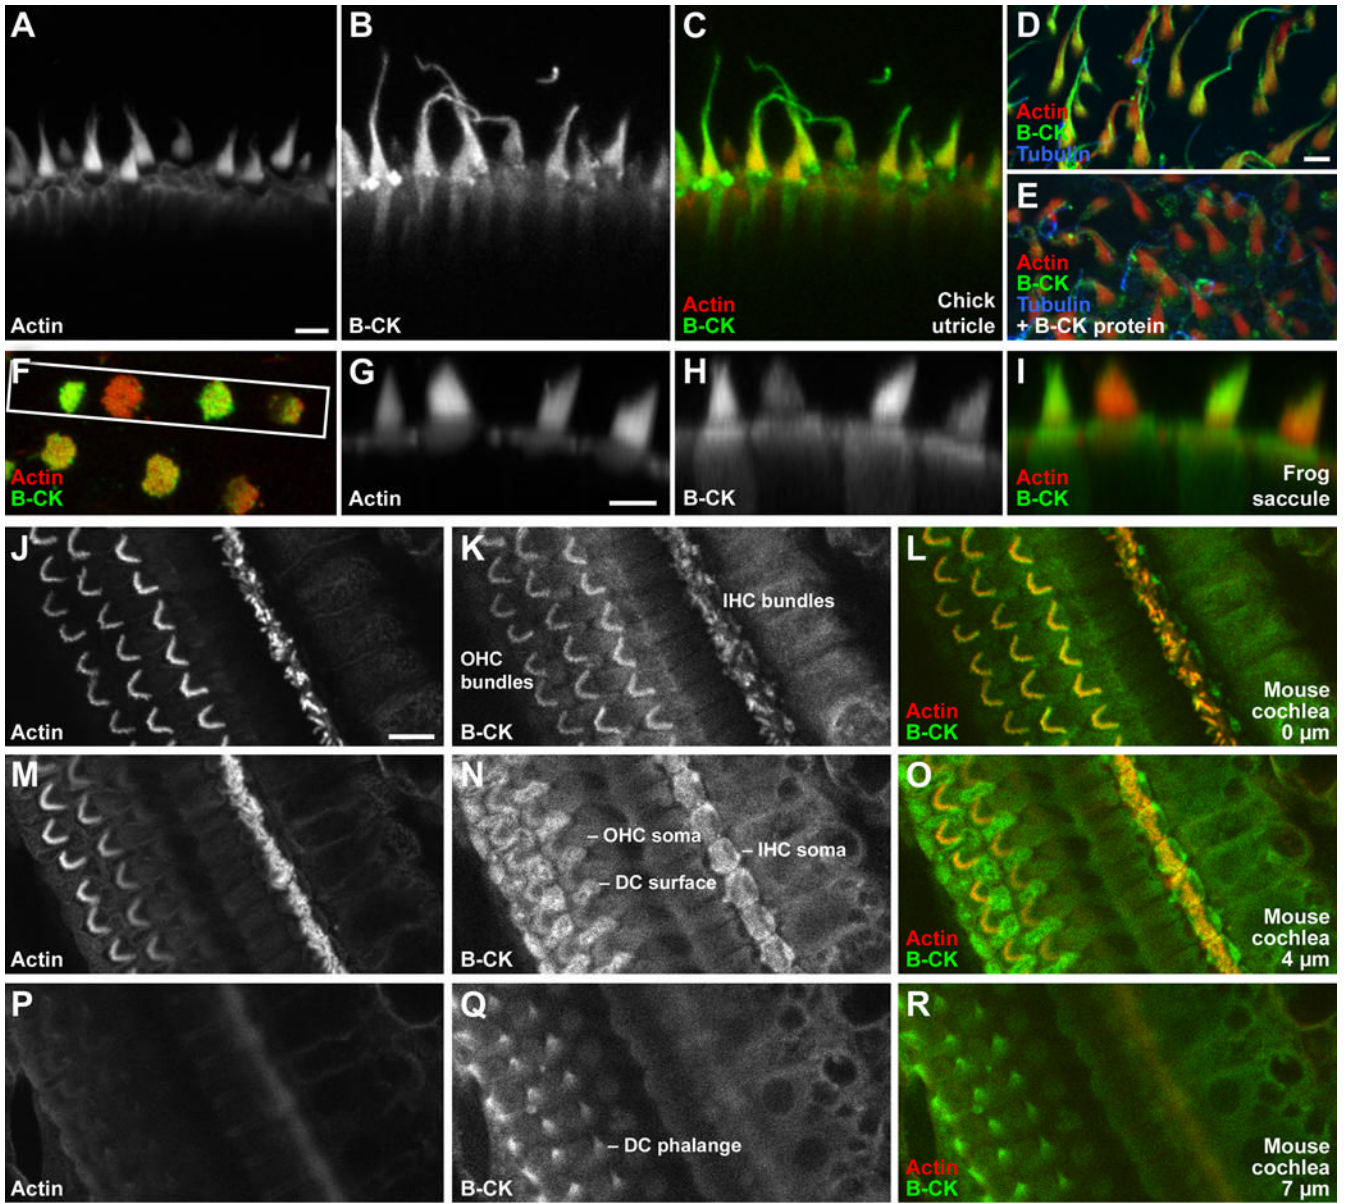 A
Actin
B
B-CK
C
Actin
B-CK
Chick
utricle
D
Actin
B-CK
Tubulin
E
Actin
B-CK
Tubulin
+ B-CK protein
F
Actin
B-CK
G
Actin
H
B-CK
I
Actin
B-CK
Frog
saccule
J
Actin
K
IHC bundles
OHC
bundles
B-CK
L
Actin
B-CK
Mouse
cochlea
0 µm
M
Actin
N
– OHC soma
– IHC soma
– DC surface
B-CK
O
Actin
B-CK
Mouse
cochlea
4 µm
P
Actin
Q
– DC phalange
B-CK
R
Actin
B-CK
Mouse
cochlea
7 µm